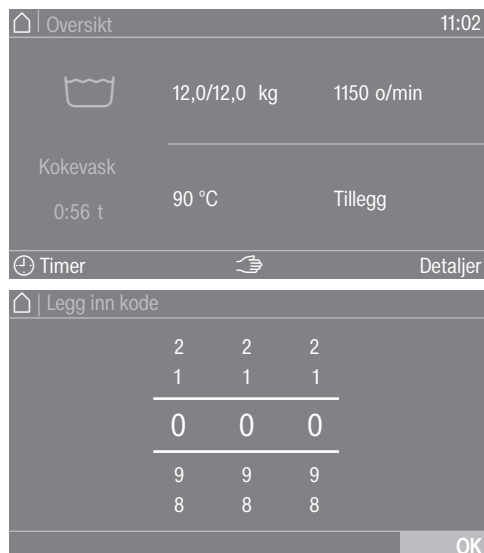 Oversikt 11:02
12,0/12,0 kg 1150 o/min
Kokevask
90 °C Tillegg
0:56 t
Timer Detaljer
Legg inn kode
2 2 2
1 1 1
0 0 0
9 9 9
8 8 8
OK